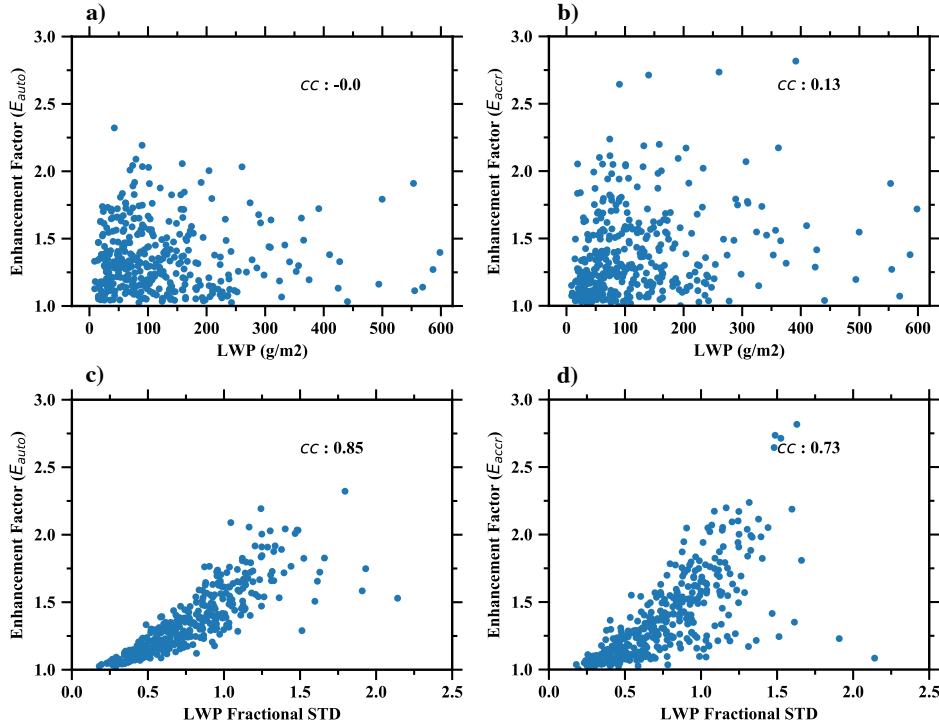 a)
3.0
2.5
2.0
1.5
1.0
Enhancement Factor (E_auto)
cc : -0.0
0 100 200 300 400 500 600
LWP (g/m2)
b)
3.0
2.5
2.0
1.5
1.0
Enhancement Factor (E_accr)
cc : 0.13
0 100 200 300 400 500 600
LWP (g/m2)
c)
3.0
2.5
2.0
1.5
1.0
Enhancement Factor (E_auto)
cc : 0.85
0.0 0.5 1.0 1.5 2.0 2.5
LWP Fractional STD
d)
3.0
2.5
2.0
1.5
1.0
Enhancement Factor (E_accr)
cc : 0.73
0.0 0.5 1.0 1.5 2.0 2.5
LWP Fractional STD